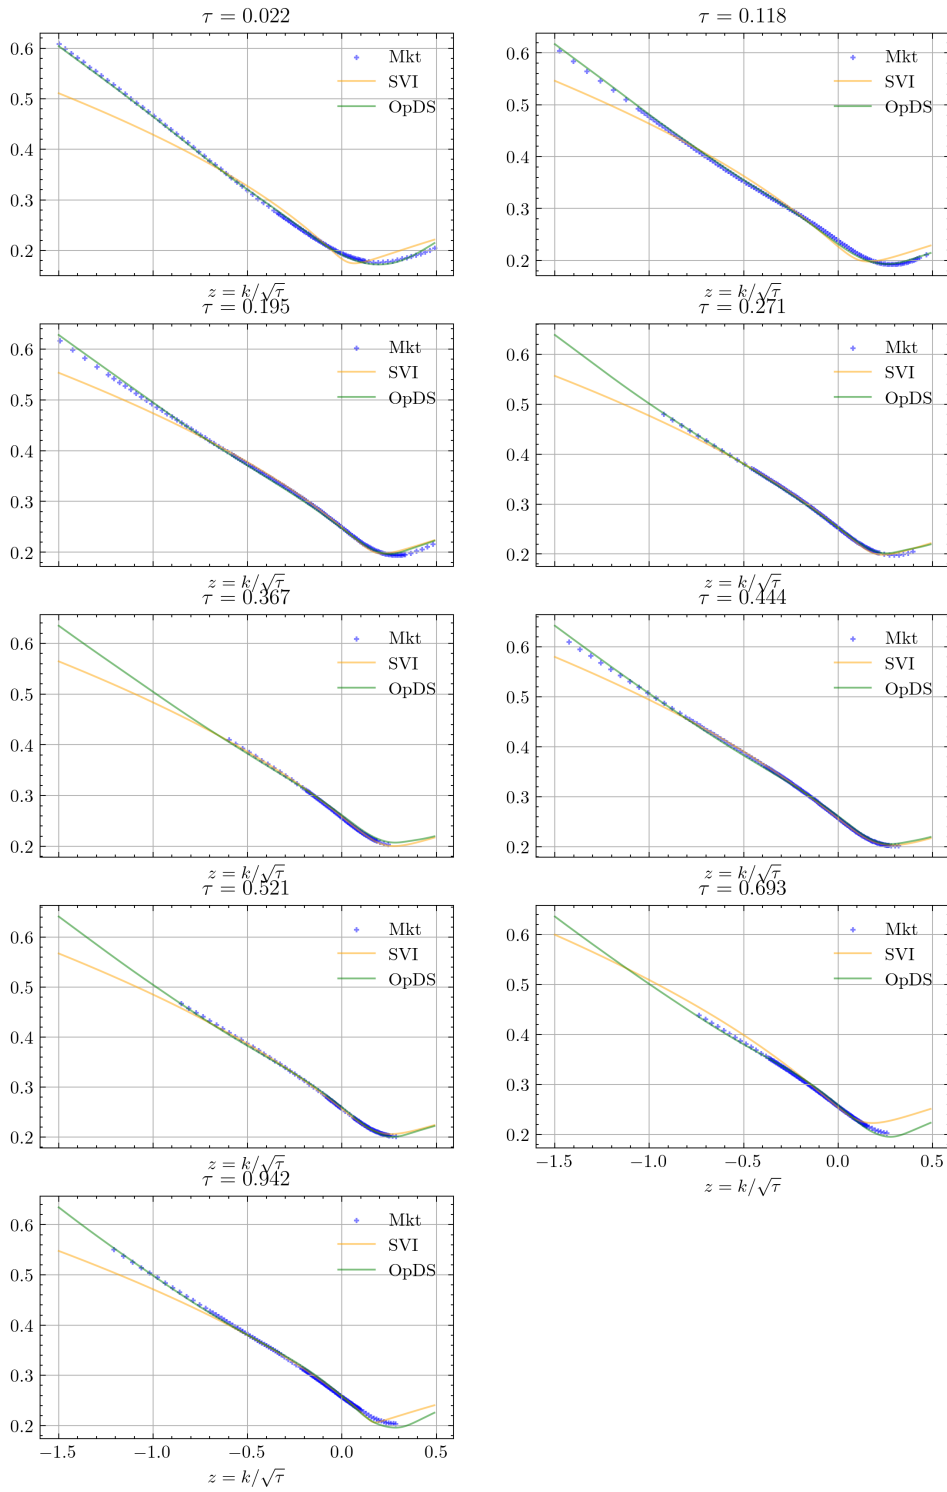 τ = 0.022
0.6
0.5
0.4
0.3
0.2
Mkt
SVI
OpDS
z = k/√τ
τ = 0.118
0.6
0.5
0.4
0.3
0.2
Mkt
SVI
OpDS
z = k/√τ
τ = 0.195
0.6
0.5
0.4
0.3
0.2
Mkt
SVI
OpDS
z = k/√τ
τ = 0.271
0.6
0.5
0.4
0.3
0.2
Mkt
SVI
OpDS
z = k/√τ
τ = 0.367
0.6
0.5
0.4
0.3
0.2
Mkt
SVI
OpDS
z = k/√τ
τ = 0.444
0.6
0.5
0.4
0.3
0.2
Mkt
SVI
OpDS
z = k/√τ
τ = 0.521
0.6
0.5
0.4
0.3
0.2
Mkt
SVI
OpDS
z = k/√τ
τ = 0.693
0.6
0.5
0.4
0.3
0.2
Mkt
SVI
OpDS
−1.5 −1.0 −0.5 0.0 0.5
z = k/√τ
τ = 0.942
0.6
0.5
0.4
0.3
0.2
Mkt
SVI
OpDS
−1.5 −1.0 −0.5 0.0 0.5
z = k/√τ